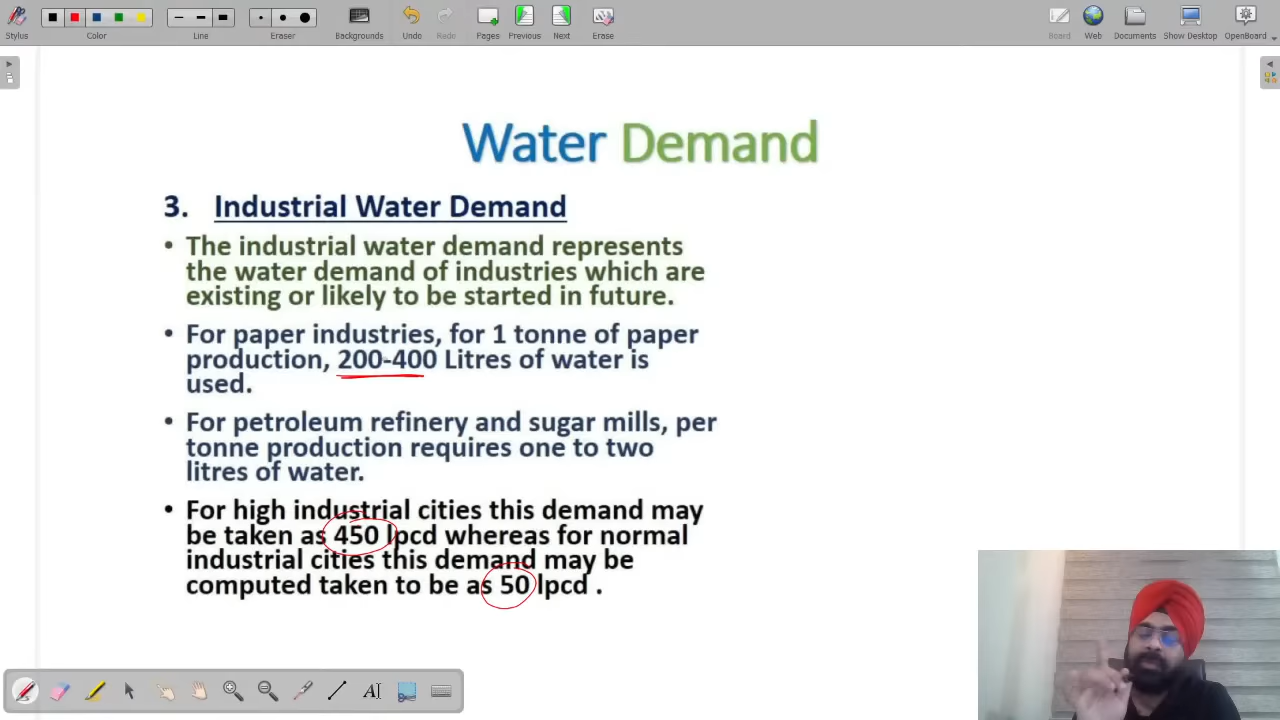 Stylus
Color
Line
Eraser
Backgrounds
Undo
Redo
Pages
Previous
Next
Erase
Board
Web
Documents
Show Desktop
OpenBoard
Water Demand
3. Industrial Water Demand
• The industrial water demand represents
the water demand of industries which are
existing or likely to be started in future.
• For paper industries, for 1 tonne of paper
production, 200-400 Litres of water is
used.
• For petroleum refinery and sugar mills, per
tonne production requires one to two
litres of water.
• For high industrial cities this demand may
be taken as 450 lpcd whereas for normal
industrial cities this demand may be
computed taken to be as 50 lpcd .